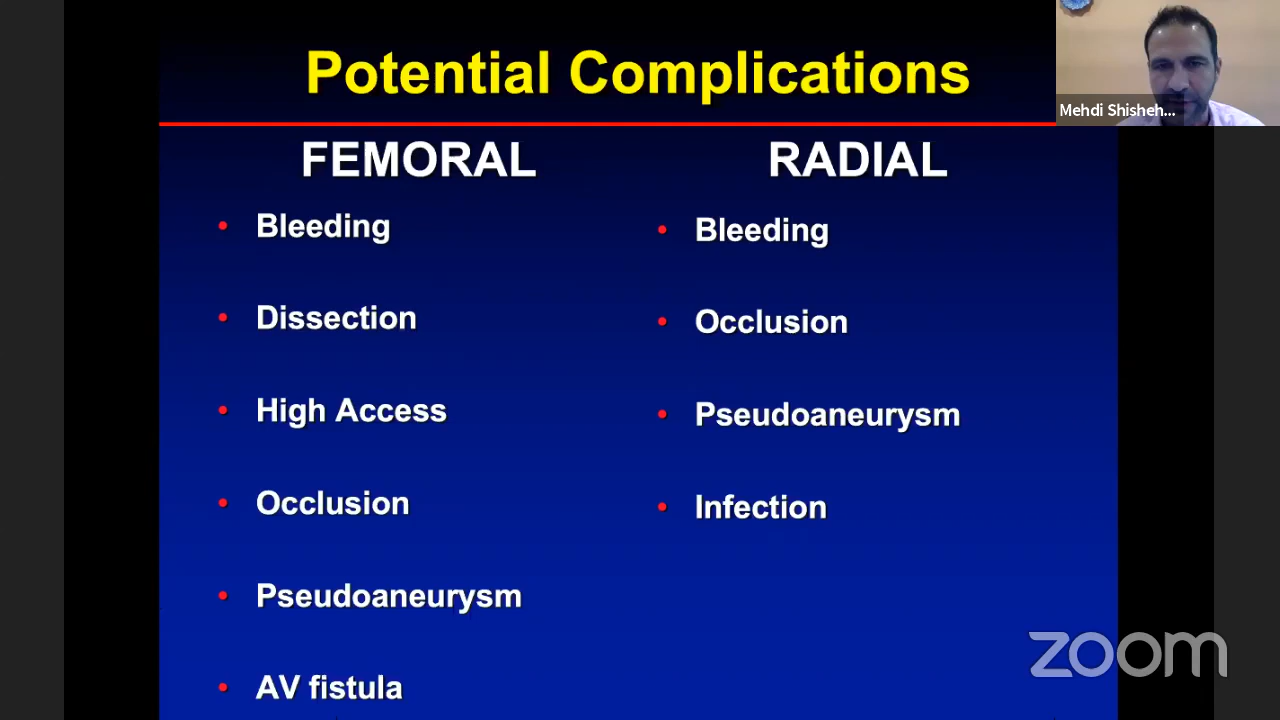 Potential Complications
Mehdi Shisheh...
FEMORAL
Bleeding
Dissection
High Access
Occlusion
Pseudoaneurysm
AV fistula
RADIAL
Bleeding
Occlusion
Pseudoaneurysm
Infection
zoom